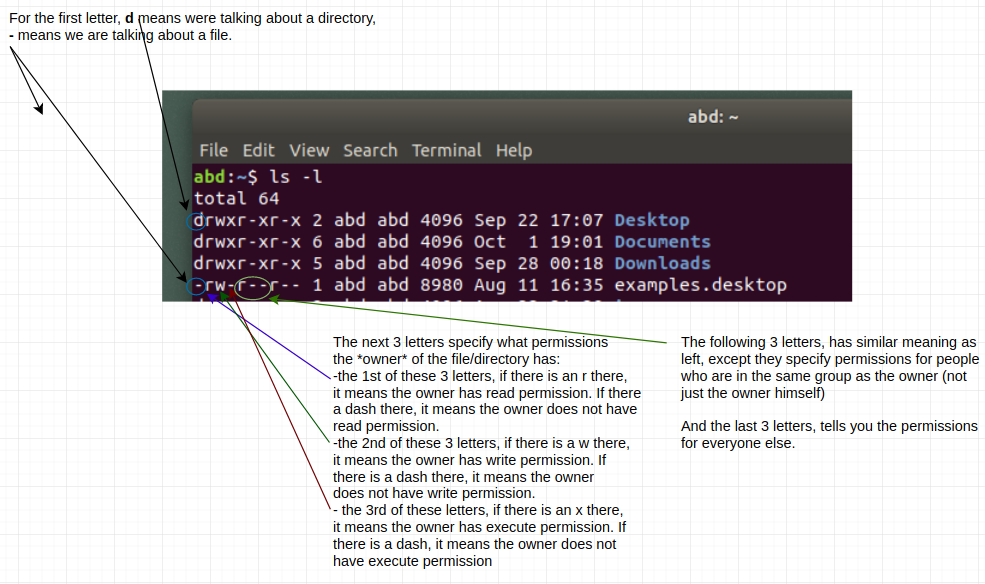 For the first letter, d means were talking about a directory,
- means we are talking about a file.
abd: ~
File Edit View Search Terminal Help
abd:~$ ls -l
total 64
drwxr-xr-x 2 abd abd 4096 Sep 22 17:07 Desktop
drwxr-xr-x 6 abd abd 4096 Oct  1 19:01 Documents
drwxr-xr-x 5 abd abd 4096 Sep 28 00:18 Downloads
-rw-r--r-- 1 abd abd 8980 Aug 11 16:35 examples.desktop
The next 3 letters specify what permissions
the *owner* of the file/directory has:
-the 1st of these 3 letters, if there is an r there,
it means the owner has read permission. If there
a dash there, it means the owner does not have
read permission.
-the 2nd of these 3 letters, if there is a w there,
it means the owner has write permission. If
there is a dash there, it means the owner
does not have write permission.
- the 3rd of these letters, if there is an x there,
it means the owner has execute permission. If
there is a dash, it means the owner does not
have execute permission
The following 3 letters, has similar meaning as
left, except they specify permissions for people
who are in the same group as the owner (not
just the owner himself)
And the last 3 letters, tells you the permissions
for everyone else.